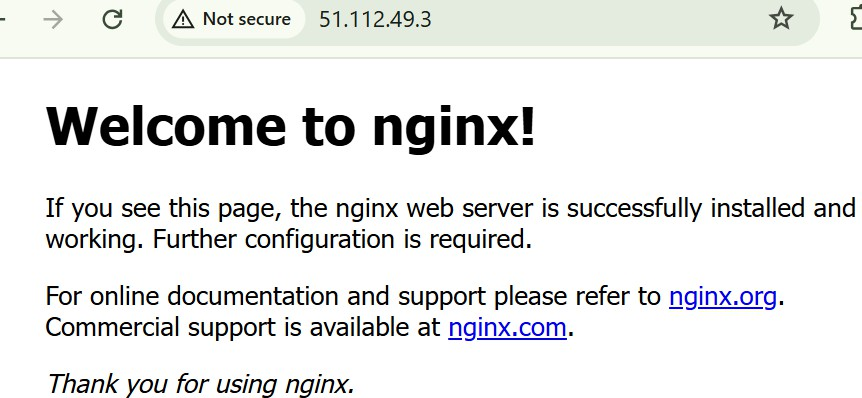 Not secure 51.112.49.3
Welcome to nginx!
If you see this page, the nginx web server is successfully installed and
working. Further configuration is required.
For online documentation and support please refer to nginx.org.
Commercial support is available at nginx.com.
Thank you for using nginx.